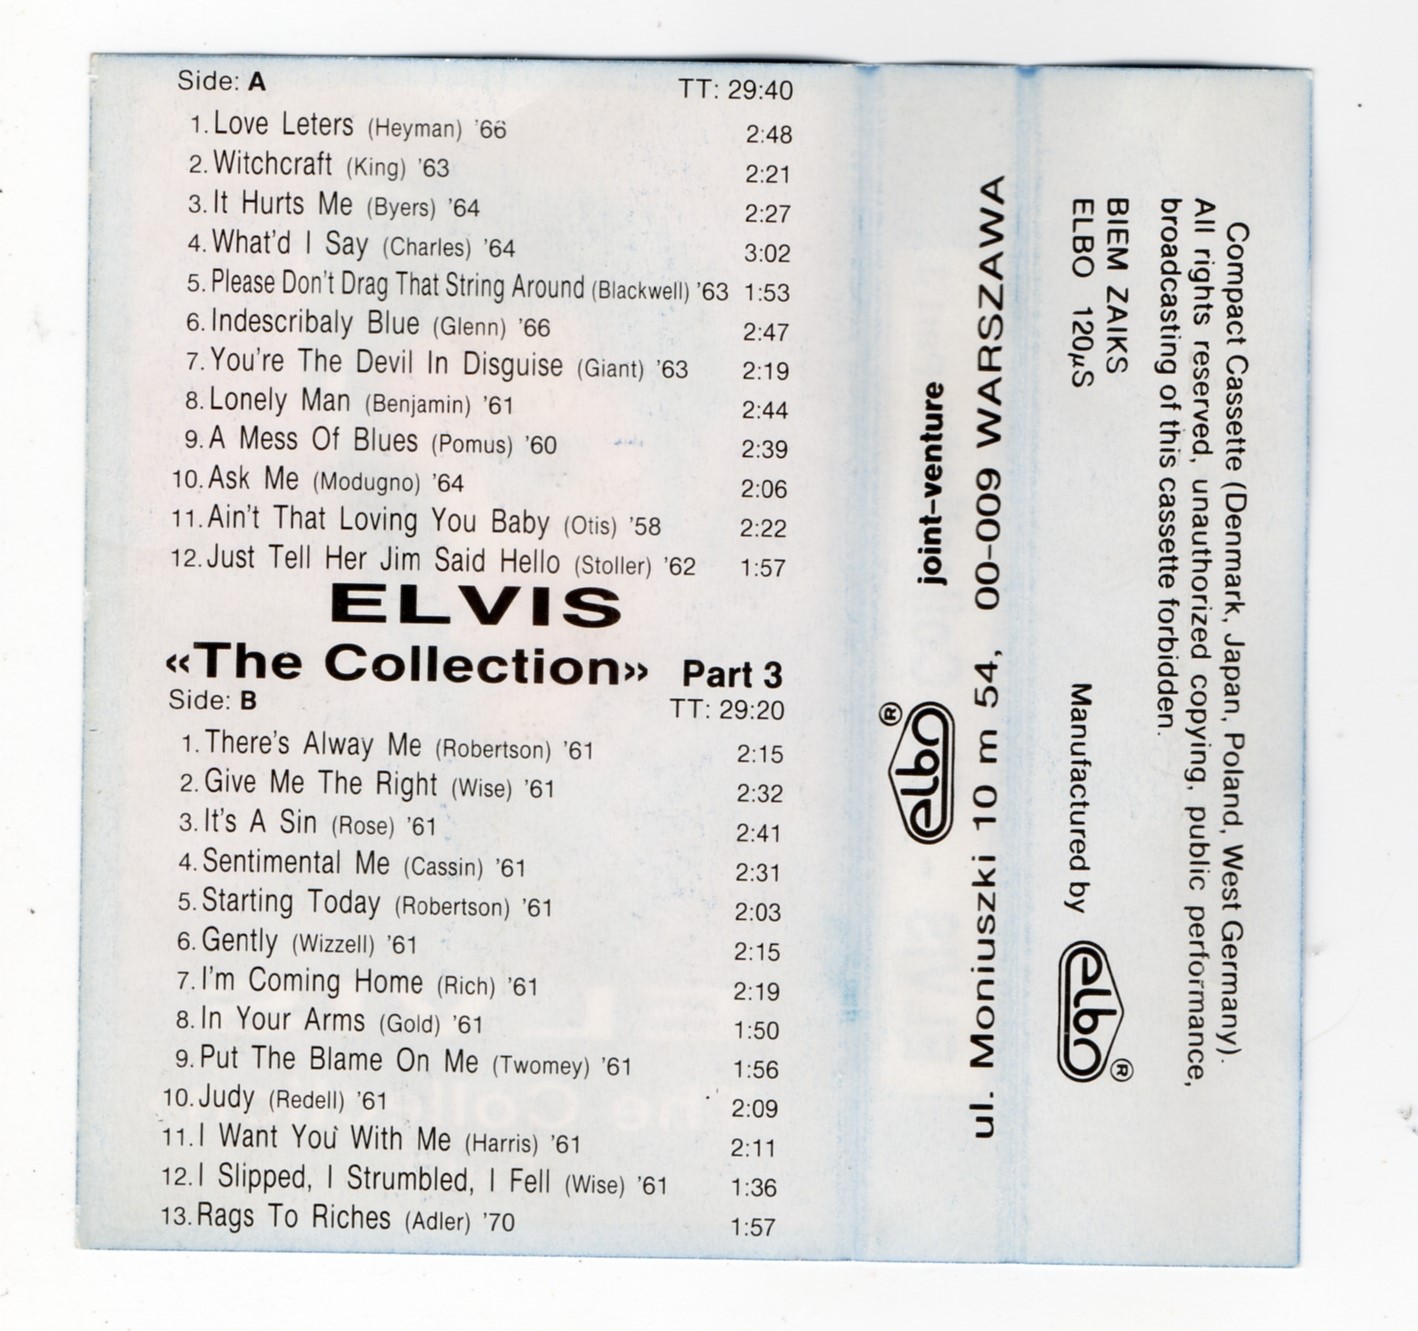 Side: A TT: 29:40
1. Love Leters (Heyman) '66 2:48
2. Witchcraft (King) '63 2:21
3. It Hurts Me (Byers) '64 2:27
4. What'd I Say (Charles) '64 3:02
5. Please Don't Drag That String Around (Blackwell) '63 1:53
6. Indescribaly Blue (Glenn) '66 2:47
7. You're The Devil In Disguise (Giant) '63 2:19
8. Lonely Man (Benjamin) '61 2:44
9. A Mess Of Blues (Pomus) '60 2:39
10. Ask Me (Modugno) '64 2:06
11. Ain't That Loving You Baby (Otis) '58 2:22
12. Just Tell Her Jim Said Hello (Stoller) '62 1:57
ELVIS
«The Collection» Part 3
Side: B TT: 29:20
1. There's Alway Me (Robertson) '61 2:15
2. Give Me The Right (Wise) '61 2:32
3. It's A Sin (Rose) '61 2:41
4. Sentimental Me (Cassin) '61 2:31
5. Starting Today (Robertson) '61 2:03
6. Gently (Wizzell) '61 2:15
7. I'm Coming Home (Rich) '61 2:19
8. In Your Arms (Gold) '61 1:50
9. Put The Blame On Me (Twomey) '61 1:56
10. Judy (Redell) '61 2:09
11. I Want You With Me (Harris) '61 2:11
12. I Slipped, I Strumbled, I Fell (Wise) '61 1:36
13. Rags To Riches (Adler) '70 1:57
elbo® joint-venture
ul. Moniuszki 10 m 54, 00-009 WARSZAWA
Compact Cassette (Denmark, Japan, Poland, West Germany).
All rights reserved, unauthorized copying, public performance,
broadcasting of this cassette forbidden.
BIEM ZAIKS
ELBO 120µS Manufactured by elbo®